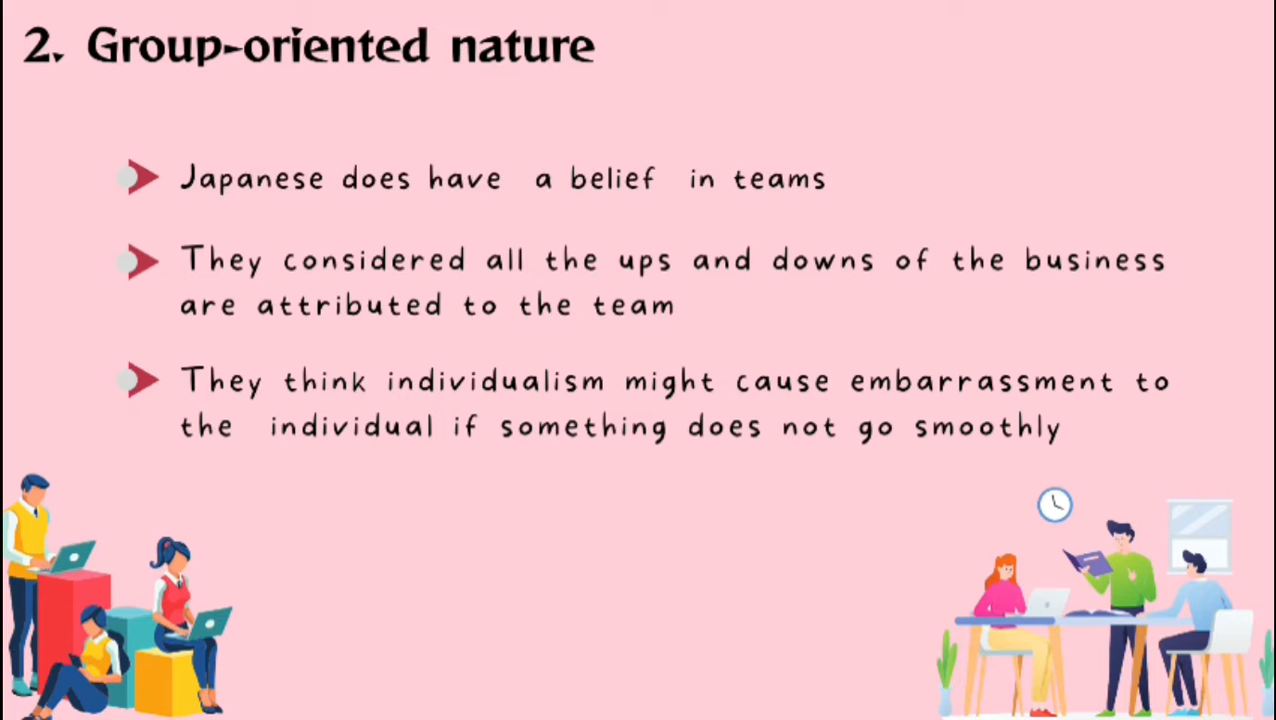 2. Group-oriented nature
Japanese does have a belief in teams
They considered all the ups and downs of the business
are attributed to the team
They think individualism might cause embarrassment to
the individual if something does not go smoothly